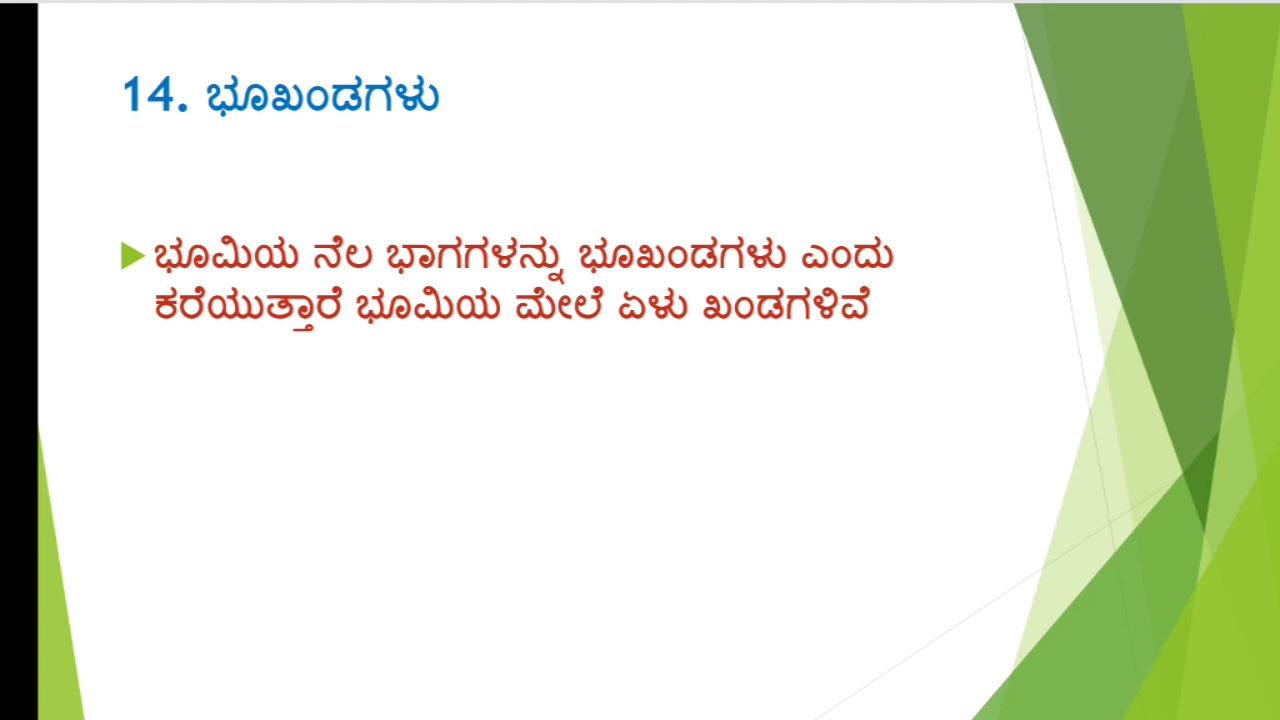 14. ಭೂಖಂಡಗಳು
ಭೂಮಿಯ ನೆಲ ಭಾಗಗಳನ್ನು ಭೂಖಂಡಗಳು ಎಂದು
ಕರೆಯುತ್ತಾರೆ ಭೂಮಿಯ ಮೇಲೆ ಏಳು ಖಂಡಗಳಿವೆ